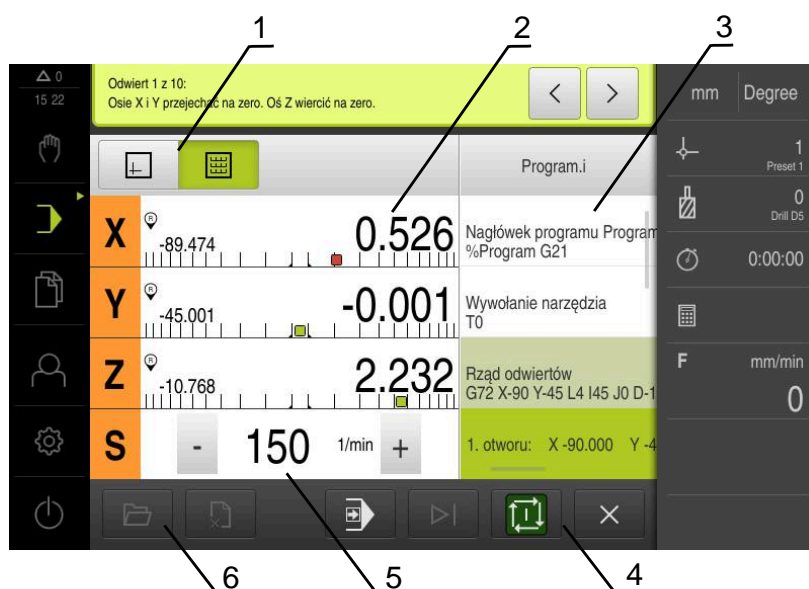 1
2
3
0
15 22
Odwiert 1 z 10:
Osie X i Y przejechać na zero. Oś Z wiercić na zero.
mm
Degree
Program.i
1
Preset 1
X
R
-89.474
0.526
Nagłówek programu Program
%Program G21
0
Drill D5
0:00:00
Y
R
-45.001
-0.001
Wywołanie narzędzia
T0
Z
R
-10.768
2.232
Rząd odwiertów
G72 X-90 Y-45 L4 I45 J0 D-1
F
mm/min
0
S
-
150
1/min
+
1. otworu: X -90.000 Y -4
6
5
4